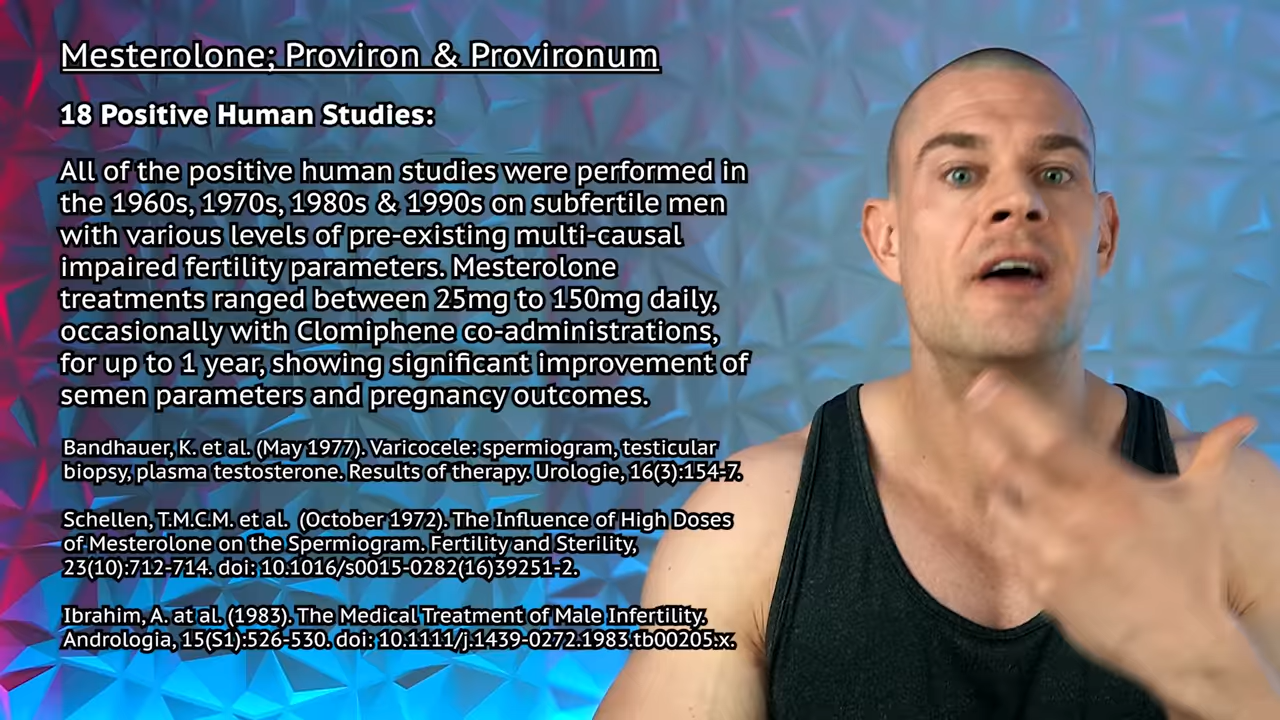 Mesterolone; Proviron & Provironum
18 Positive Human Studies:
All of the positive human studies were performed in
the 1960s, 1970s, 1980s & 1990s on subfertile men
with various levels of pre-existing multi-causal
impaired fertility parameters. Mesterolone
treatments ranged between 25mg to 150mg daily,
occasionally with Clomiphene co-administrations,
for up to 1 year, showing significant improvement of
semen parameters and pregnancy outcomes.
Bandhauer, K. et al. (May 1977). Varicocele: spermiogram, testicular
biopsy, plasma testosterone. Results of therapy. Urologie, 16(3):154-7.
Schellen, T.M.C.M. et al. (October 1972). The Influence of High Doses
of Mesterolone on the Spermiogram. Fertility and Sterility,
23(10):712-714. doi: 10.1016/s0015-0282(16)39251-2.
Ibrahim, A. at al. (1983). The Medical Treatment of Male Infertility.
Andrologia, 15(S1):526-530. doi: 10.1111/j.1439-0272.1983.tb00205.x.